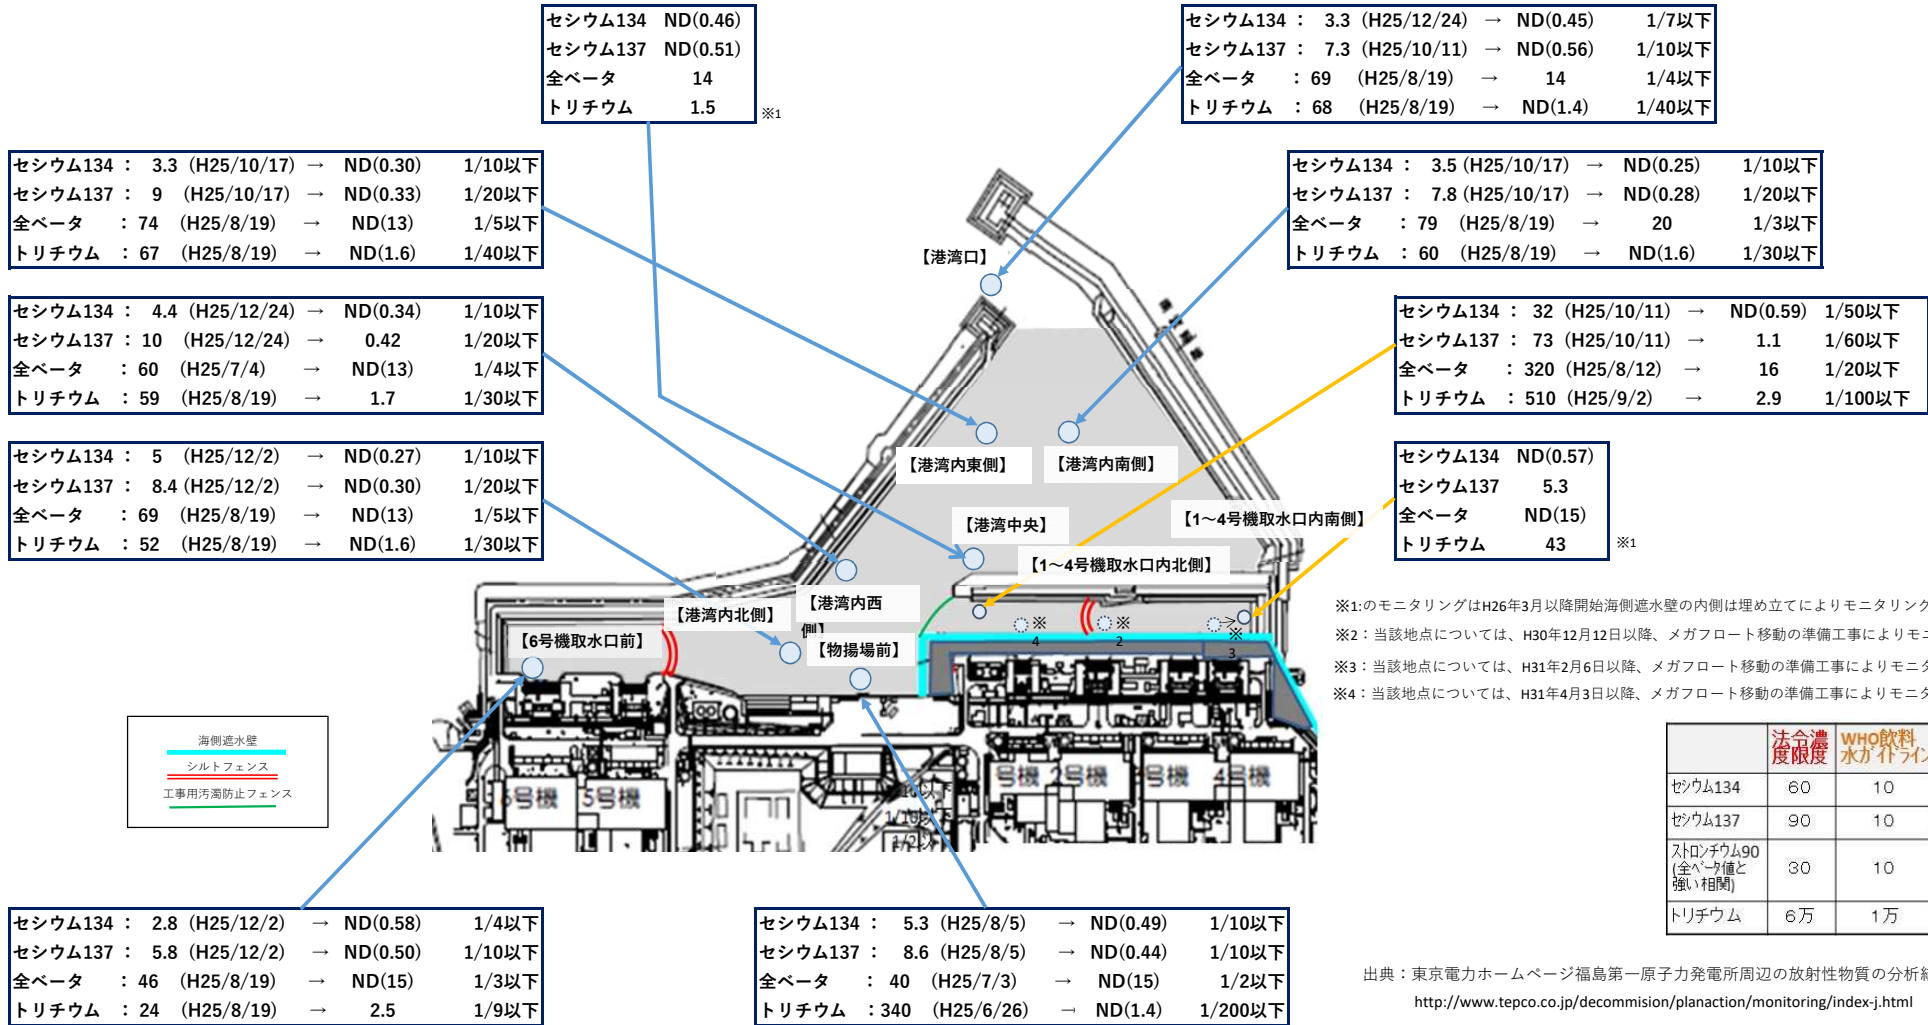 セシウム134 ND(0.46)
セシウム137 ND(0.51)
全ベータ 14
トリチウム 1.5
※1
セシウム134 ： 3.3 (H25/12/24) → ND(0.45) 1/7以下
セシウム137 ： 7.3 (H25/10/11) → ND(0.56) 1/10以下
全ベータ ：69 (H25/8/19) → 14 1/4以下
トリチウム ：68 (H25/8/19) → ND(1.4) 1/40以下
セシウム134 ： 3.3 (H25/10/17) → ND(0.30) 1/10以下
セシウム137 ： 9 (H25/10/17) → ND(0.33) 1/20以下
全ベータ ：74 (H25/8/19) → ND(13) 1/5以下
トリチウム ：67 (H25/8/19) → ND(1.6) 1/40以下
セシウム134 ： 3.5 (H25/10/17) → ND(0.25) 1/10以下
セシウム137 ： 7.8 (H25/10/17) → ND(0.28) 1/20以下
全ベータ ：79 (H25/8/19) → 20 1/3以下
トリチウム ：60 (H25/8/19) → ND(1.6) 1/30以下
セシウム134 ： 4.4 (H25/12/24) → ND(0.34) 1/10以下
セシウム137 ：10 (H25/12/24) → 0.42 1/20以下
全ベータ ：60 (H25/7/4) → ND(13) 1/4以下
トリチウム ：59 (H25/8/19) → 1.7 1/30以下
セシウム134 ： 32 (H25/10/11) → ND(0.59) 1/50以下
セシウム137 ： 73 (H25/10/11) → 1.1 1/60以下
全ベータ ：320 (H25/8/12) → 16 1/20以下
トリチウム ：510 (H25/9/2) → 2.9 1/100以下
セシウム134 ： 5 (H25/12/2) → ND(0.27) 1/10以下
セシウム137 ： 8.4 (H25/12/2) → ND(0.30) 1/20以下
全ベータ ：69 (H25/8/19) → ND(13) 1/5以下
トリチウム ：52 (H25/8/19) → ND(1.6) 1/30以下
セシウム134 ND(0.57)
セシウム137 5.3
全ベータ ND(15)
トリチウム 43
※1
【港湾口】
【港湾内東側】
【港湾内南側】
【港湾中央】
【1～4号機取水口内南側】
【1～4号機取水口内北側】
【港湾内西
側】
【港湾内北側】
【物揚場前】
【6号機取水口前】
※
4
※
2
→
※
3
※1:のモニタリングはH26年3月以降開始海側遮水壁の内側は埋め立てによりモニタリング
※2：当該地点については、H30年12月12日以降、メガフロート移動の準備工事によりモニ
※3：当該地点については、H31年2月6日以降、メガフロート移動の準備工事によりモニタ
※4：当該地点については、H31年4月3日以降、メガフロート移動の準備工事によりモニタ
海側遮水壁
シルトフェンス
工事用汚濁防止フェンス
6号機 5号機
号機 2号機 3号機 4号機
以下
1/10以下
1/2以
法令濃度限度 WHO飲料水ガイドライン
セシウム134 60 10
セシウム137 90 10
ストロンチウム90
(全ベータ値と
強い相関) 30 10
トリチウム 6万 1万
セシウム134 ： 2.8 (H25/12/2) → ND(0.58) 1/4以下
セシウム137 ： 5.8 (H25/12/2) → ND(0.50) 1/10以下
全ベータ ：46 (H25/8/19) → ND(15) 1/3以下
トリチウム ：24 (H25/8/19) → 2.5 1/9以下
セシウム134 ： 5.3 (H25/8/5) → ND(0.49) 1/10以下
セシウム137 ： 8.6 (H25/8/5) → ND(0.44) 1/10以下
全ベータ ： 40 (H25/7/3) → ND(15) 1/2以下
トリチウム ：340 (H25/6/26) → ND(1.4) 1/200以下
出典：東京電力ホームページ福島第一原子力発電所周辺の放射性物質の分析結
http://www.tepco.co.jp/decommision/planaction/monitoring/index-j.html